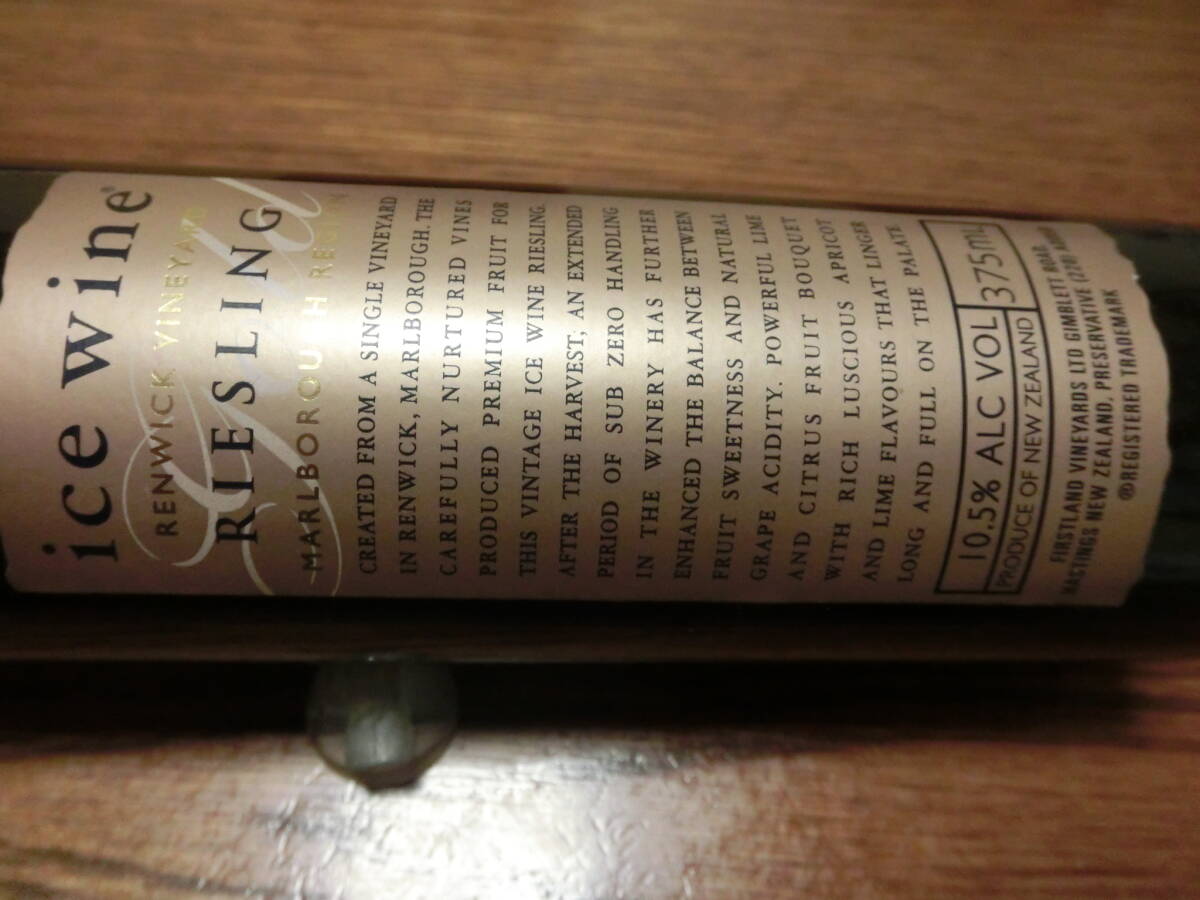 ice wine®
RENWICK VINEYARD
Gold
RIESLING
MARLBOROUGH REGION
CREATED FROM A SINGLE VINEYARD
IN RENWICK, MARLBOROUGH. THE
CAREFULLY NURTURED VINES
PRODUCED PREMIUM FRUIT FOR
THIS VINTAGE ICE WINE RIESLING.
AFTER THE HARVEST; AN EXTENDED
PERIOD OF SUB ZERO HANDLING
IN THE WINERY HAS FURTHER
ENHANCED THE BALANCE BETWEEN
FRUIT SWEETNESS AND NATURAL
GRAPE ACIDITY. POWERFUL LIME
AND CITRUS FRUIT BOUQUET
WITH RICH LUSCIOUS APRICOT
AND LIME FLAVOURS THAT LINGER
LONG AND FULL ON THE PALATE
10.5% ALC VOL 375mL
PRODUCE OF NEW ZEALAND
FIRSTLAND VINEYARDS LTD GIMBLETT ROAD,
HASTINGS NEW ZEALAND. PRESERVATIVE (220) ADDED
®REGISTERED TRADEMARK